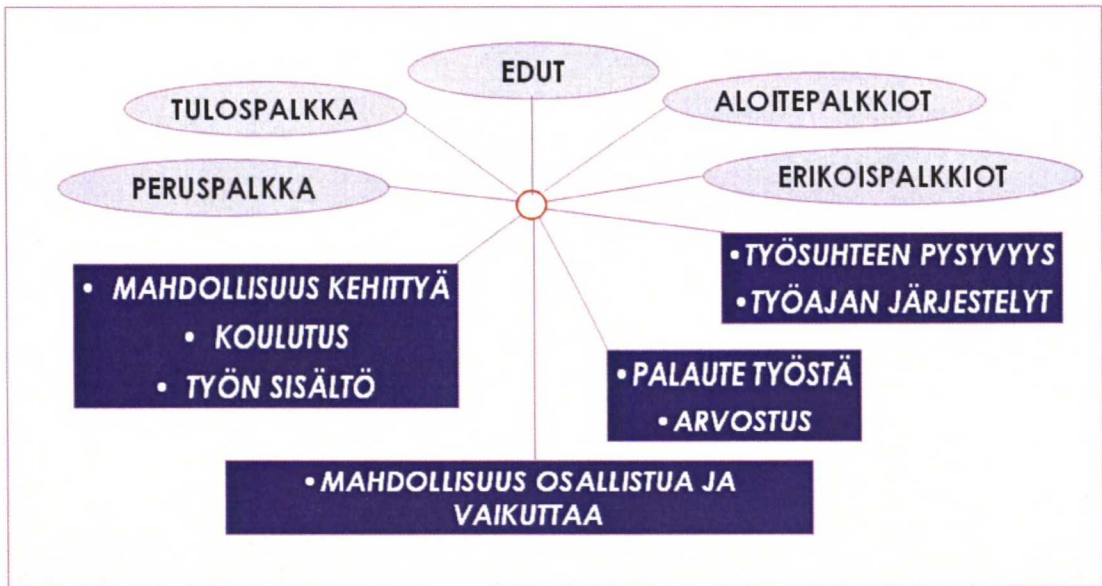 EDUT
TULOSPALKKA
ALOITEPALKKIOT
PERUSPALKKA
ERIKOISPALKKIOT
• TYÖSUHTEEN PYSYVYYS
• TYÖAJAN JÄRJESTELYT
• MAHDOLLISUUS KEHITTYÄ
• KOULUTUS
• TYÖN SISÄLTÖ
• PALAUTE TYÖSTÄ
• ARVOSTUS
• MAHDOLLISUUS OSALLISTUA JA
VAIKUTTAA